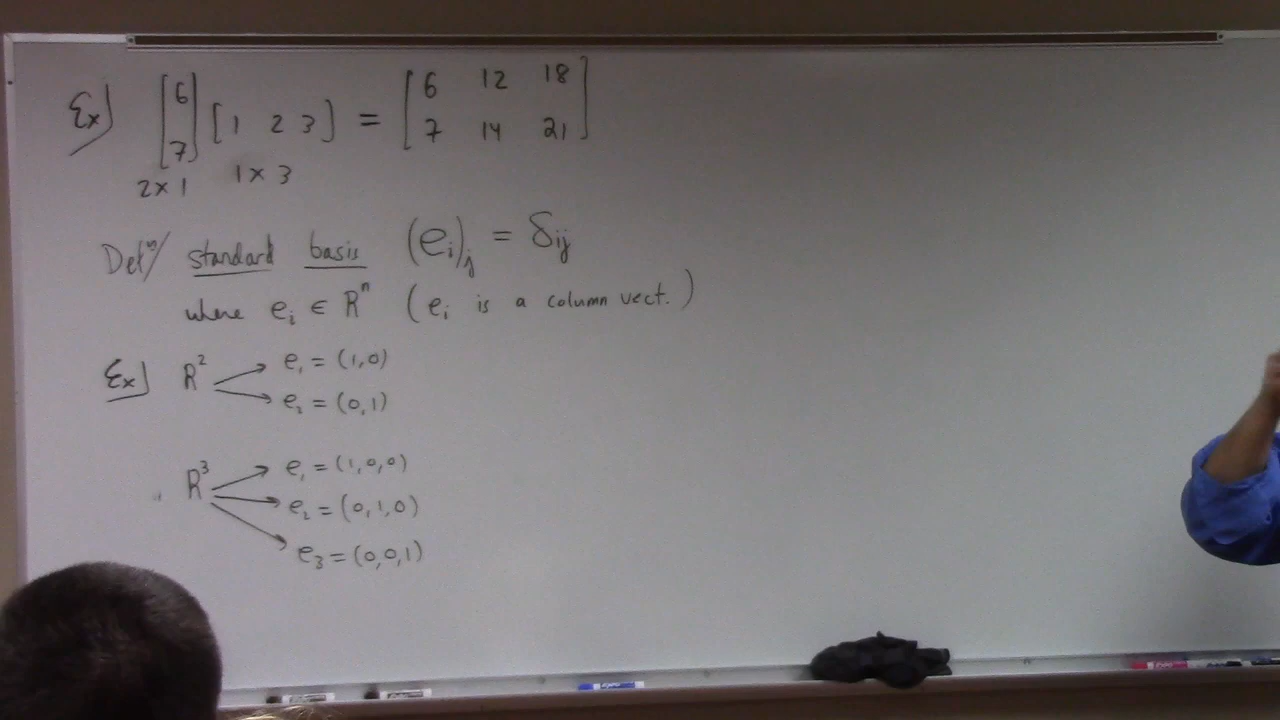 Ex] [6 7] [1 2 3] = [6 12 18
7 14 21]
2×1 1×3
Defⁿ/ standard basis (eᵢ)ⱼ = δᵢⱼ
where eᵢ ∈ ℝⁿ (eᵢ is a column vect.)
Ex] ℝ² → e₁ = (1,0)
→ e₂ = (0,1)
ℝ³ → e₁ = (1,0,0)
→ e₂ = (0,1,0)
→ e₃ = (0,0,1)